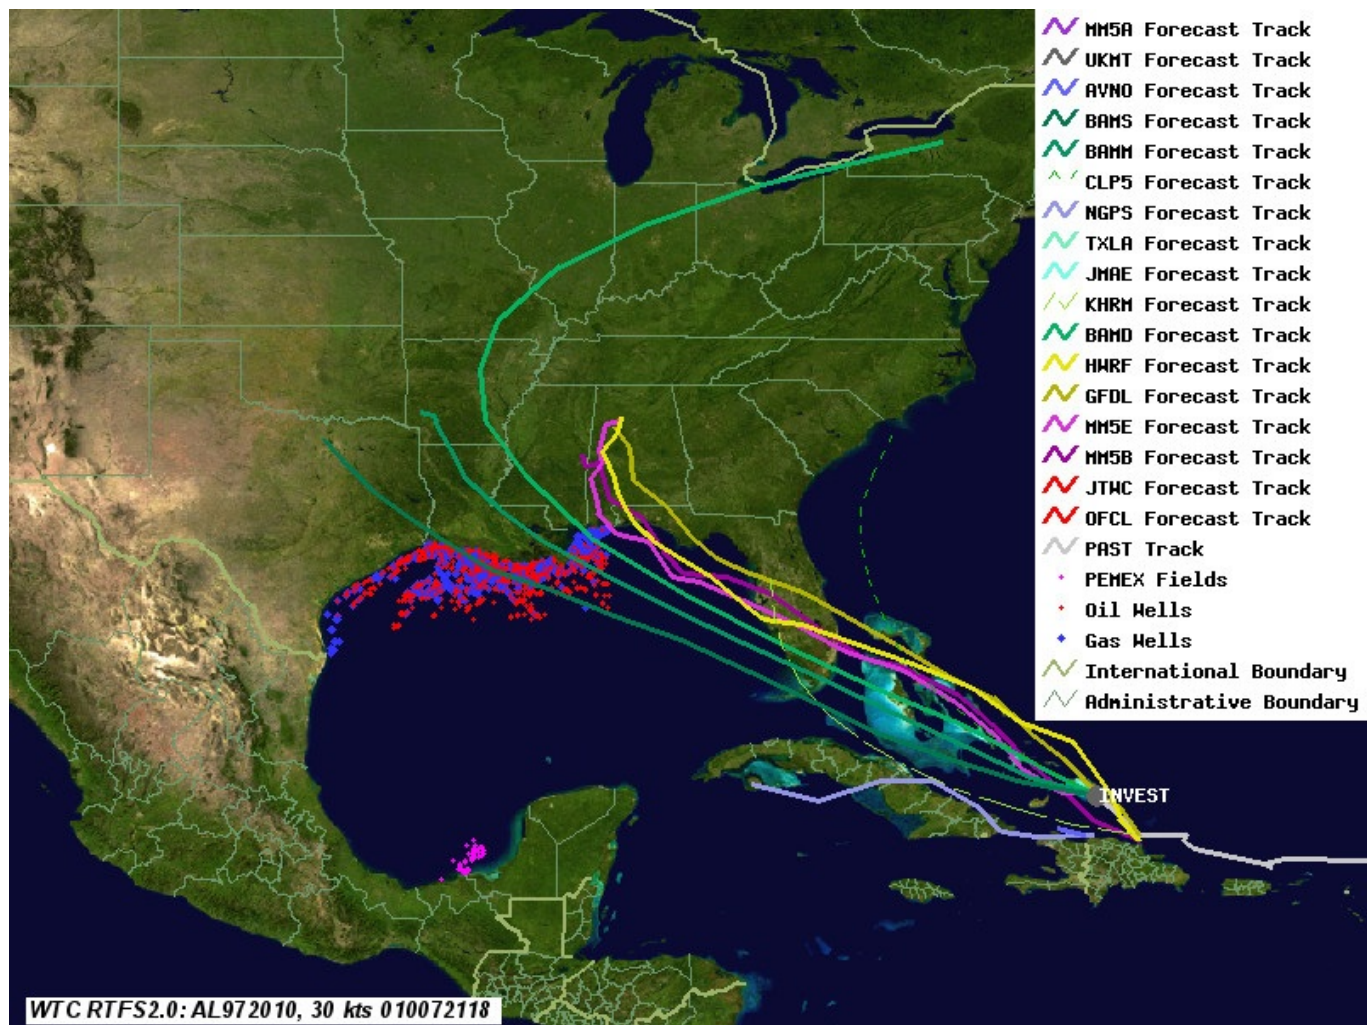 MM5A Forecast Track
UKMT Forecast Track
AVNO Forecast Track
BAMS Forecast Track
BAMM Forecast Track
CLP5 Forecast Track
NGPS Forecast Track
TXLA Forecast Track
JMAE Forecast Track
KHRM Forecast Track
BAMD Forecast Track
HWRF Forecast Track
GFDL Forecast Track
MM5E Forecast Track
MM5B Forecast Track
JTWC Forecast Track
OFCL Forecast Track
PAST Track
PEMEX Fields
Oil Wells
Gas Wells
International Boundary
Administrative Boundary
INVEST
WTC RTFS2.0: AL972010, 30 kts 010072118